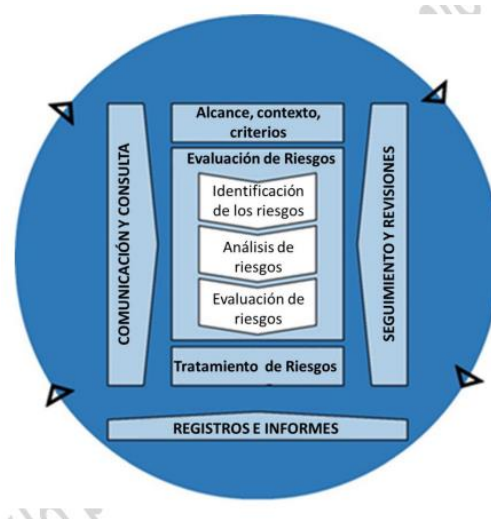 Alcance, contexto,
criterios
Evaluación de Riesgos
Identificación
de los riesgos
Análisis de
riesgos
Evaluación de
riesgos
Tratamiento de Riesgos
COMUNICACIÓN Y CONSULTA
SEGUIMIENTO Y REVISIONES
REGISTROS E INFORMES